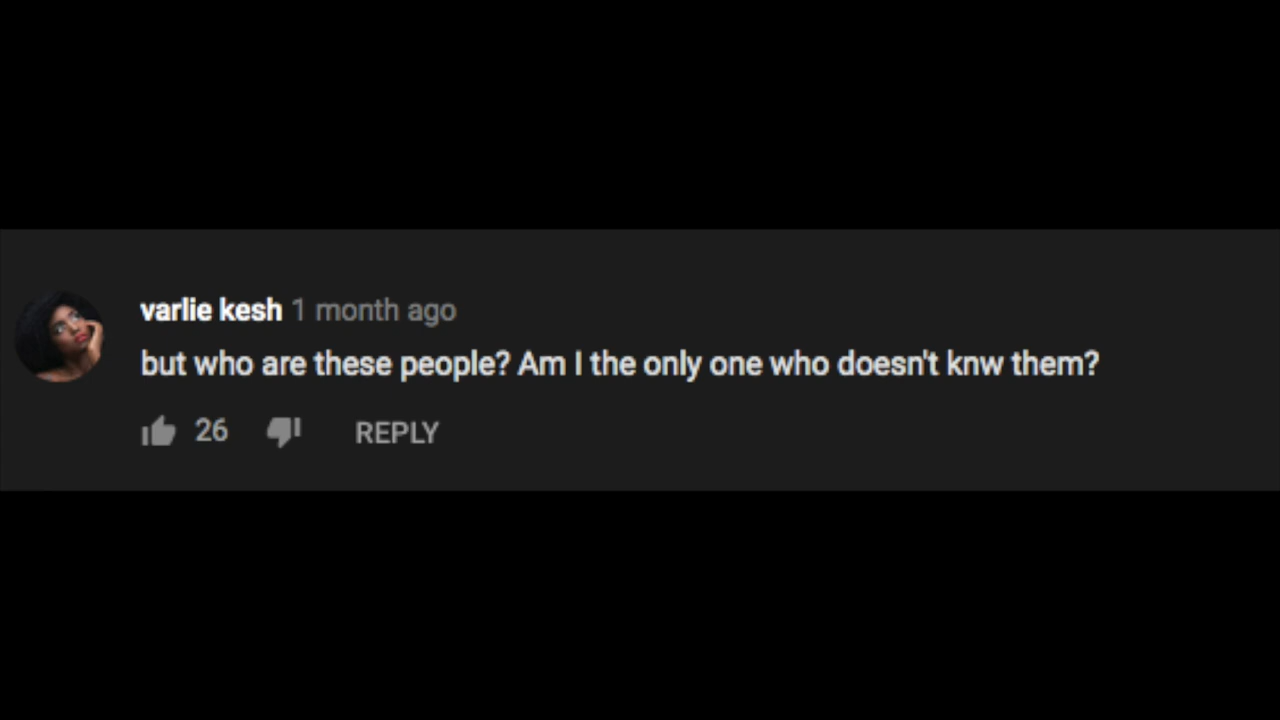 varlie kesh 1 month ago
but who are these people? Am I the only one who doesn't knw them?
26 REPLY